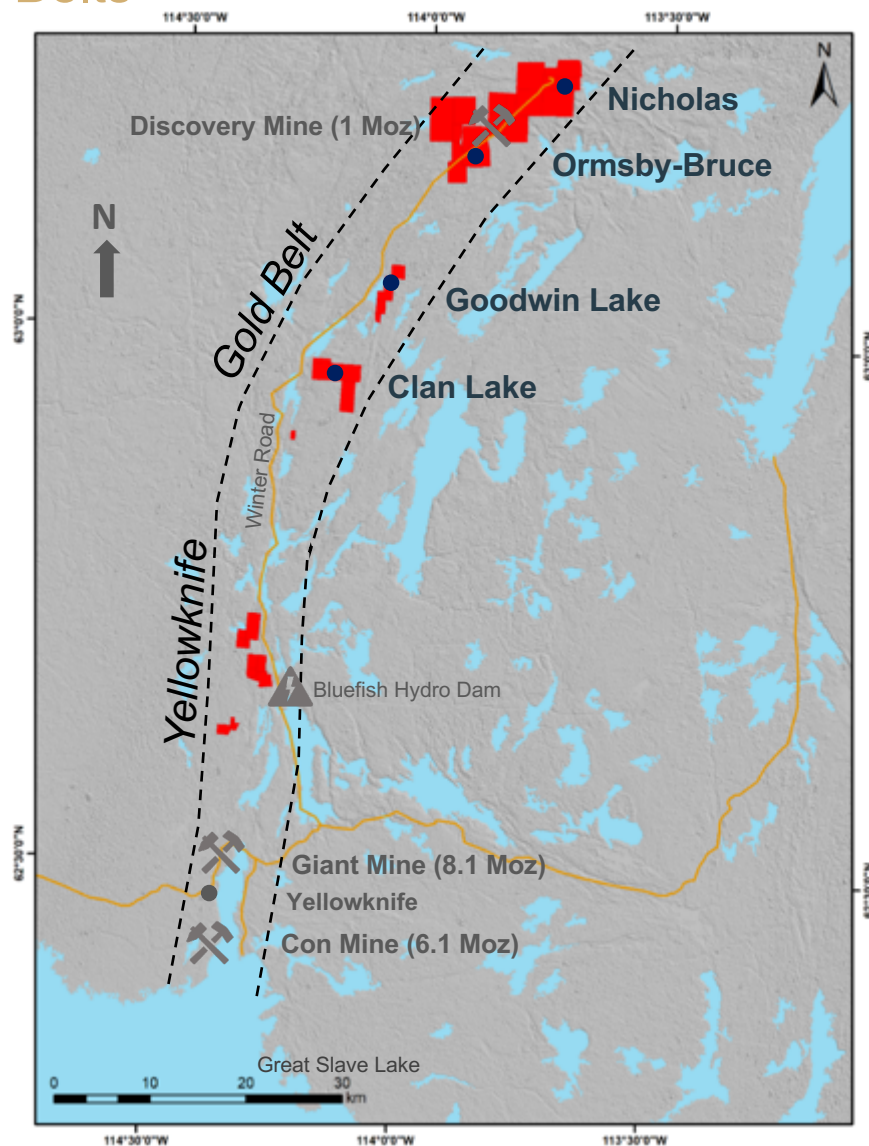 114°30'0"W 114°0'0"W 113°30'0"W
N
Nicholas
Discovery Mine (1 Moz)
Ormsby-Bruce
N
Gold Belt
Goodwin Lake
63°0'0"N
Clan Lake
Winter Road
Yellowknife
Bluefish Hydro Dam
62°30'0"N
Giant Mine (8.1 Moz)
Yellowknife
Con Mine (6.1 Moz)
Great Slave Lake
0 10 20 30
km
114°30'0"W 114°0'0"W 113°30'0"W